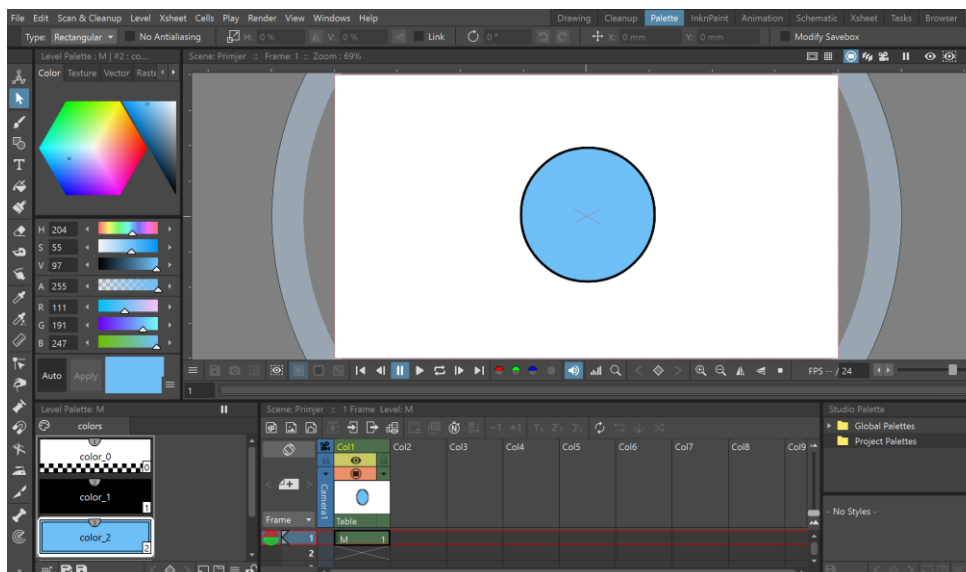 File Edit Scan & Cleanup Level Xsheet Cells Play Render View Windows Help Drawing Cleanup Palette InknPaint Animation Schematic Xsheet Tasks Browser
Type: Rectangular No Antialiasing H: 0 % V: 0 % Link 0 ° X: 0 mm Y: 0 mm Modify Savebox
Level Palette : M | #2 : co... Scene: Primjer :: Frame: 1 :: Zoom : 69%
Color Texture Vector Raste
H 204
S 55
V 97
A 255
R 111
G 191
B 247
Auto Apply
FPS -- / 24
1
Level Palette: M
colors
color_0
0
color_1
1
color_2
2
Scene: Primjer :: 1 Frame Level: M
-1 +1 1's 2's 3's
Col1 Col2 Col3 Col4 Col5 Col6 Col7 Col8 Col9
Camera1
Frame Table
1 M 1
2
Studio Palette
Global Palettes
Project Palettes
- No Styles -